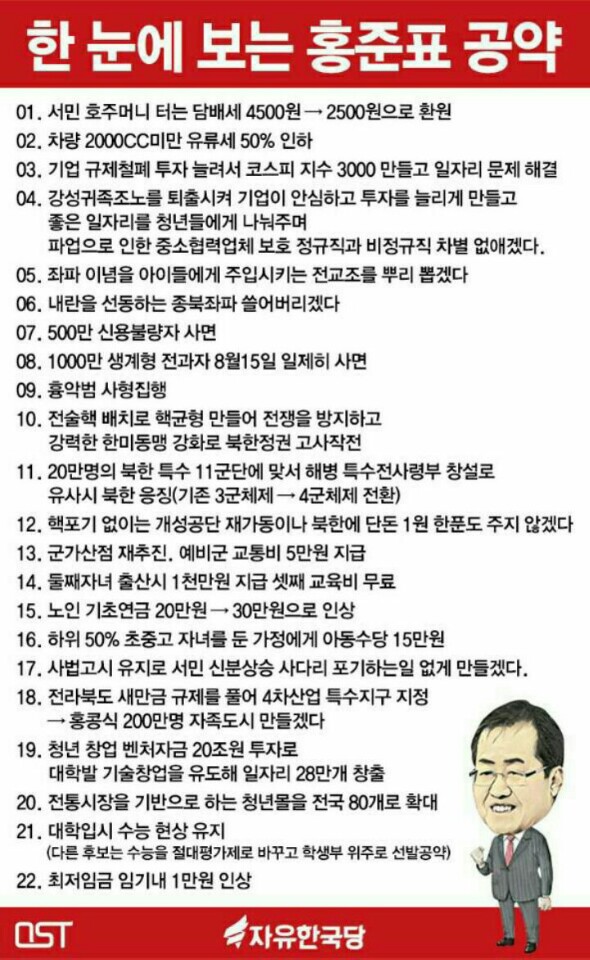 한 눈에 보는 홍준표 공약
01. 서민 호주머니 터는 담배세 4500원→2500원으로 환원
02. 차량 2000CC미만 유류세 50% 인하
03. 기업 규제철폐 투자 늘려서 코스피 지수 3000 만들고 일자리 문제 해결
04. 강성귀족조노를 퇴출시켜 기업이 안심하고 투자를 늘리게 만들고
좋은 일자리를 청년들에게 나눠주며
파업으로 인한 중소협력업체 보호 정규직과 비정규직 차별 없애겠다.
05. 좌파 이념을 아이들에게 주입시키는 전교조를 뿌리 뽑겠다
06. 내란을 선동하는 종북좌파 쓸어버리겠다
07. 500만 신용불량자 사면
08. 1000만 생계형 전과자 8월15일 일제히 사면
09. 흉악범 사형집행
10. 전술핵 배치로 핵균형 만들어 전쟁을 방지하고
강력한 한미동맹 강화로 북한정권 고사작전
11. 20만명의 북한 특수 11군단에 맞서 해병 특수전사령부 창설로
유사시 북한 응징(기존 3군체제→4군체제 전환)
12. 핵포기 없이는 개성공단 재가동이나 북한에 단돈 1원 한푼도 주지 않겠다
13. 군가산점 재추진. 예비군 교통비 5만원 지급
14. 둘째자녀 출산시 1천만원 지급 셋째 교육비 무료
15. 노인 기초연금 20만원→30만원으로 인상
16. 하위 50% 초중고 자녀를 둔 가정에게 아동수당 15만원
17. 사법고시 유지로 서민 신분상승 사다리 포기하는일 없게 만들겠다.
18. 전라북도 새만금 규제를 풀어 4차산업 특수지구 지정
→ 홍콩식 200만명 자족도시 만들겠다
19. 청년 창업 벤처자금 20조원 투자로
대학발 기술창업을 유도해 일자리 28만개 창출
20. 전통시장을 기반으로 하는 청년몰을 전국 80개로 확대
21. 대학입시 수능 현상 유지
(다른 후보는 수능을 절대평가제로 바꾸고 학생부 위주로 선발공약)
22. 최저임금 임기내 1만원 인상
OST
자유한국당